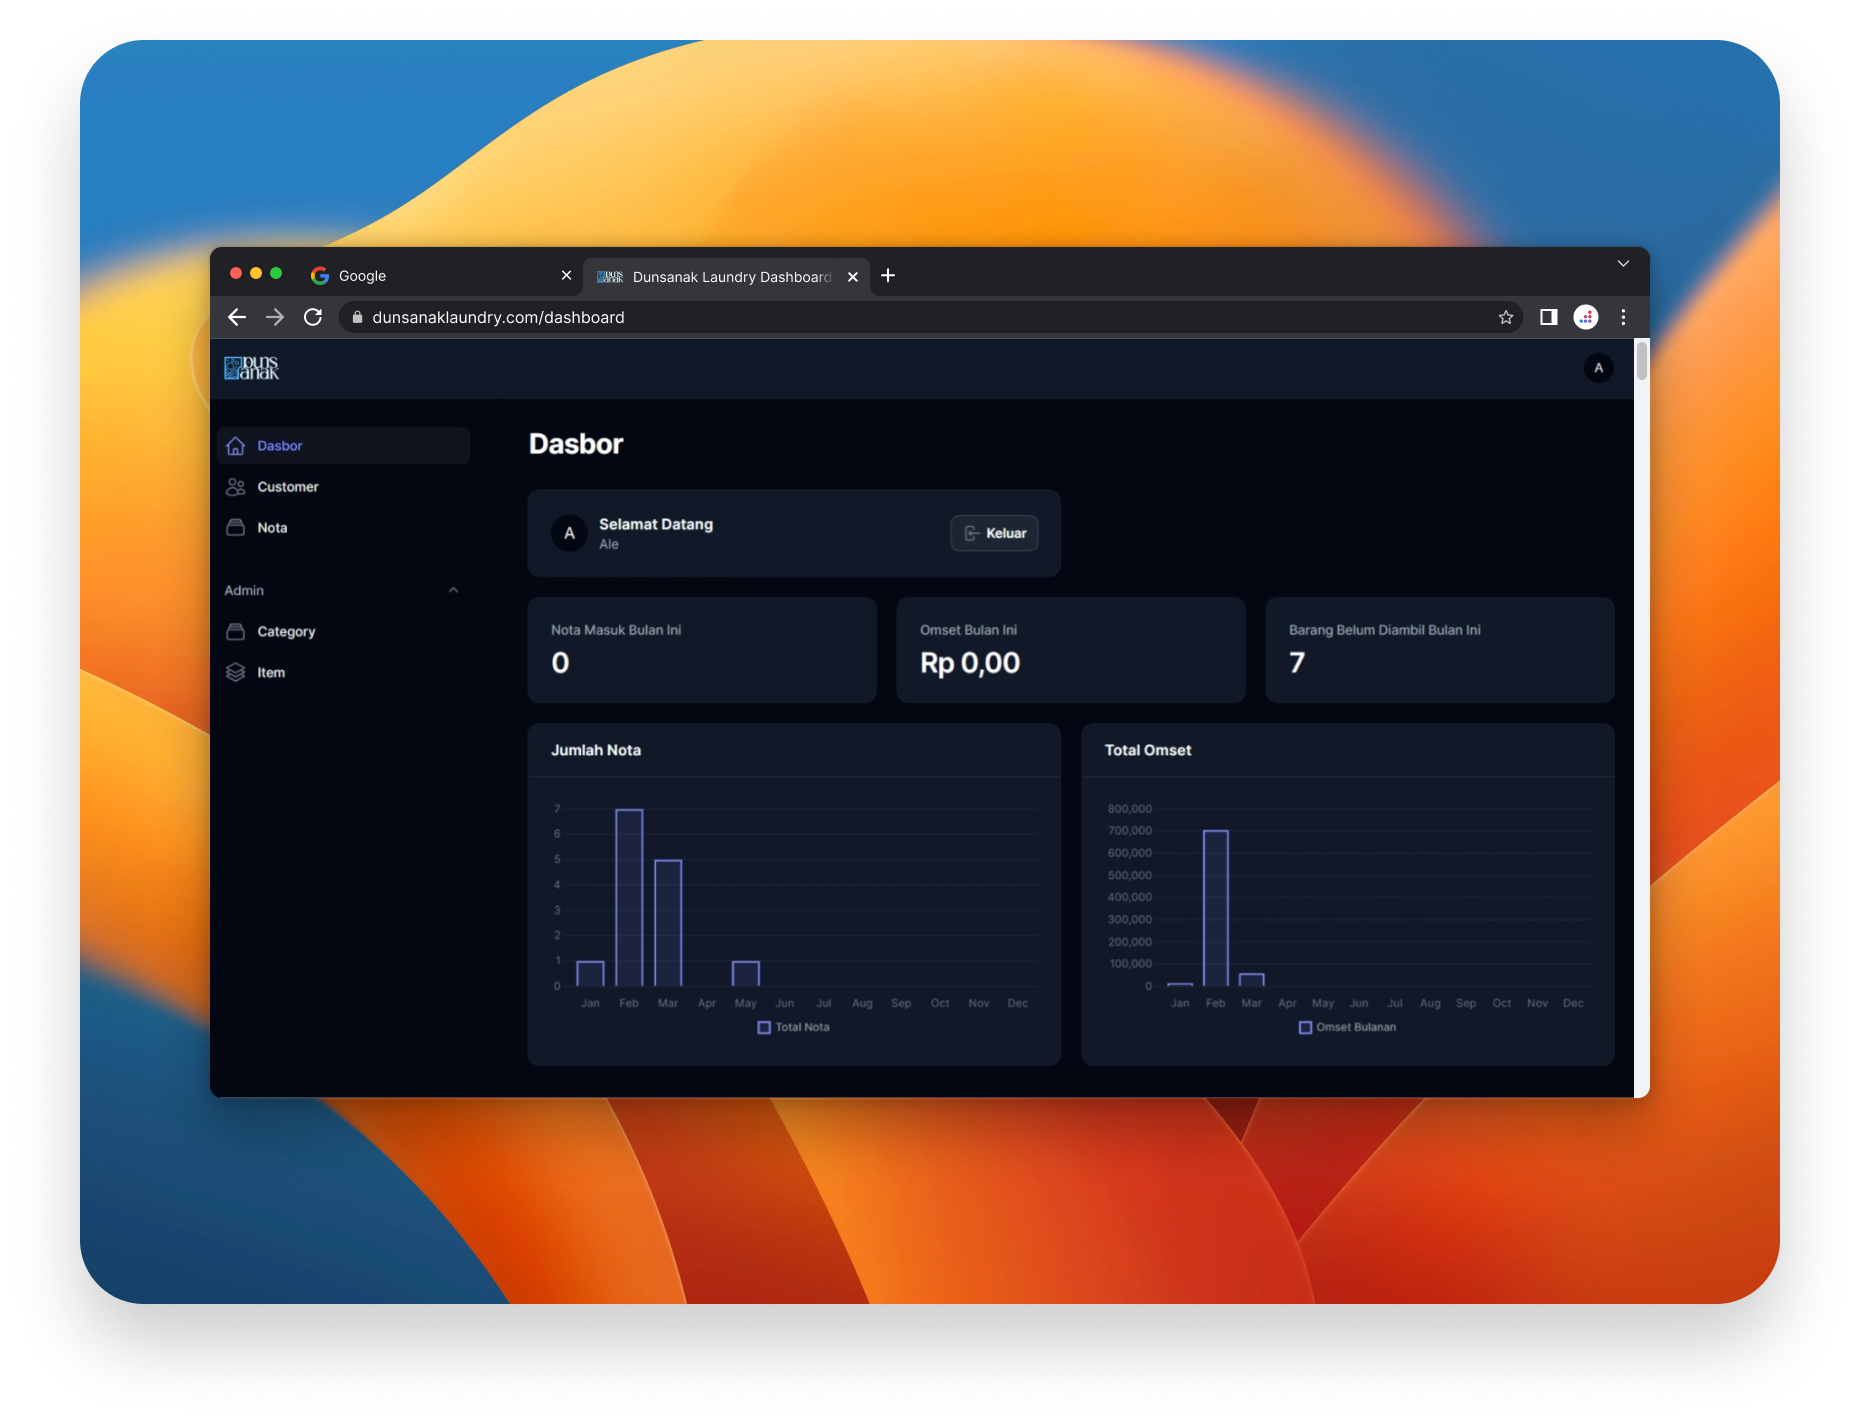 Google
Dunsanak Laundry Dashboard
dunsanaklaundry.com/dashboard
Duns
anak
A
Dasbor
Customer
Nota
Admin
Category
Item
Dasbor
A
Selamat Datang
Ale
Keluar
Nota Masuk Bulan Ini
0
Omset Bulan Ini
Rp 0,00
Barang Belum Diambil Bulan Ini
7
Jumlah Nota
7
6
5
4
3
2
1
0
Jan Feb Mar Apr May Jun Jul Aug Sep Oct Nov Dec
Total Nota
Total Omset
800,000
700,000
600,000
500,000
400,000
300,000
200,000
100,000
0
Jan Feb Mar Apr May Jun Jul Aug Sep Oct Nov Dec
Omset Bulanan